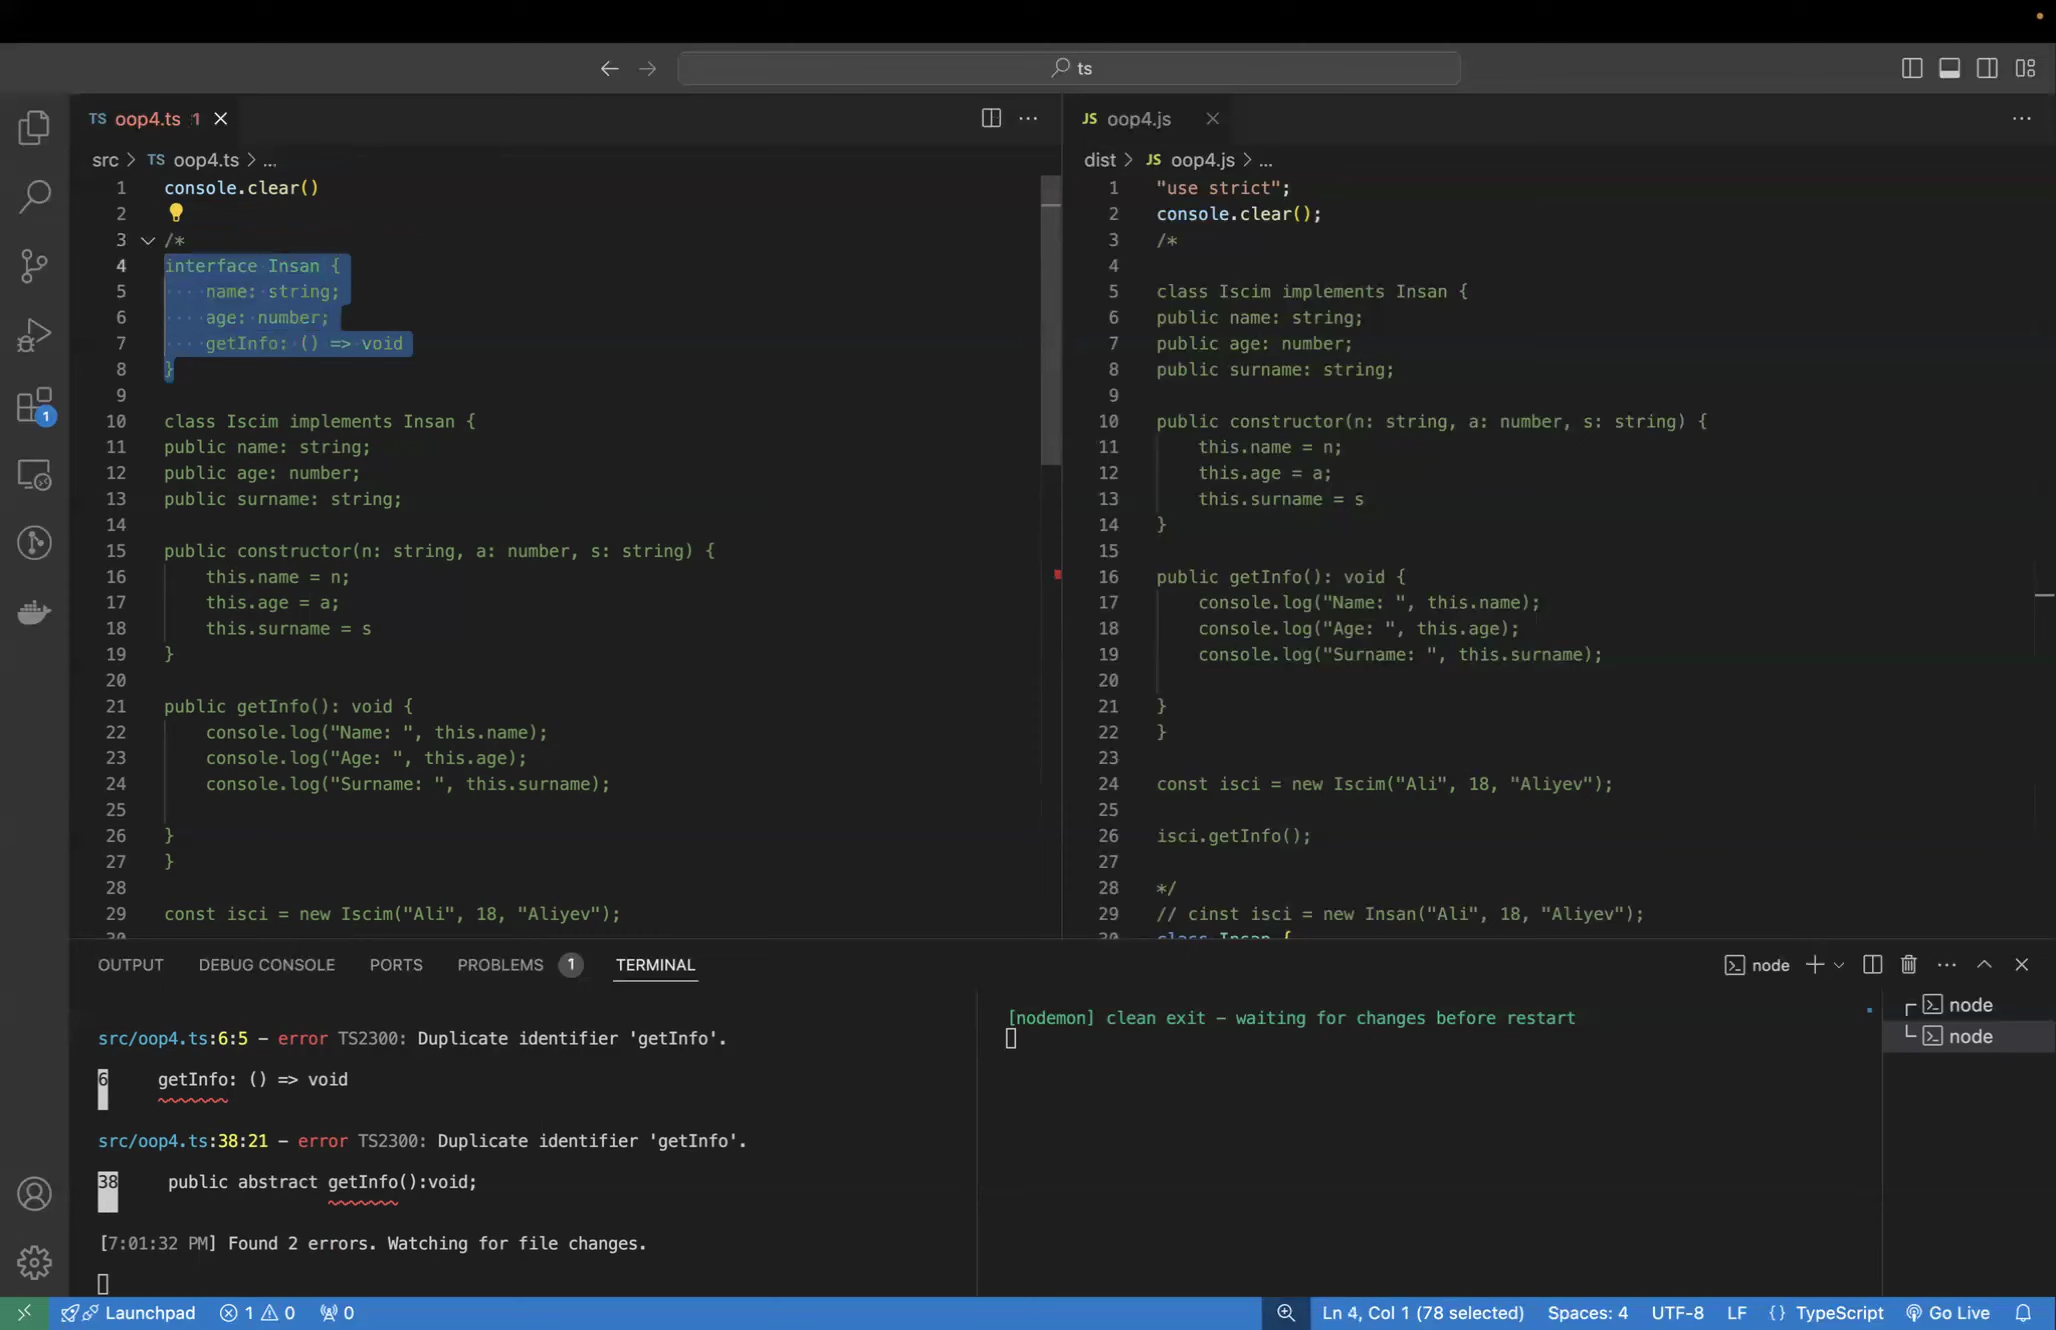 ts
TS oop4.ts 1
src > TS oop4.ts > ...
1 console.clear()
2
3 /*
4 interface Insan {
5 name: string;
6 age: number;
7 getInfo: () => void
8 }
9
10 class Iscim implements Insan {
11 public name: string;
12 public age: number;
13 public surname: string;
14
15 public constructor(n: string, a: number, s: string) {
16 this.name = n;
17 this.age = a;
18 this.surname = s
19 }
20
21 public getInfo(): void {
22 console.log("Name: ", this.name);
23 console.log("Age: ", this.age);
24 console.log("Surname: ", this.surname);
25
26 }
27 }
28
29 const isci = new Iscim("Ali", 18, "Aliyev");
30
JS oop4.js
dist > JS oop4.js > ...
1 "use strict";
2 console.clear();
3 /*
4
5 class Iscim implements Insan {
6 public name: string;
7 public age: number;
8 public surname: string;
9
10 public constructor(n: string, a: number, s: string) {
11 this.name = n;
12 this.age = a;
13 this.surname = s
14 }
15
16 public getInfo(): void {
17 console.log("Name: ", this.name);
18 console.log("Age: ", this.age);
19 console.log("Surname: ", this.surname);
20
21 }
22 }
23
24 const isci = new Iscim("Ali", 18, "Aliyev");
25
26 isci.getInfo();
27
28 */
29 // cinst isci = new Insan("Ali", 18, "Aliyev");
30 class Insan {
1
OUTPUT DEBUG CONSOLE PORTS PROBLEMS 1 TERMINAL
node
src/oop4.ts:6:5 - error TS2300: Duplicate identifier 'getInfo'.
6 getInfo: () => void
src/oop4.ts:38:21 - error TS2300: Duplicate identifier 'getInfo'.
38 public abstract getInfo():void;
[7:01:32 PM] Found 2 errors. Watching for file changes.
[nodemon] clean exit - waiting for changes before restart
node
node
Launchpad 1 0 0
Ln 4, Col 1 (78 selected) Spaces: 4 UTF-8 LF {} TypeScript Go Live